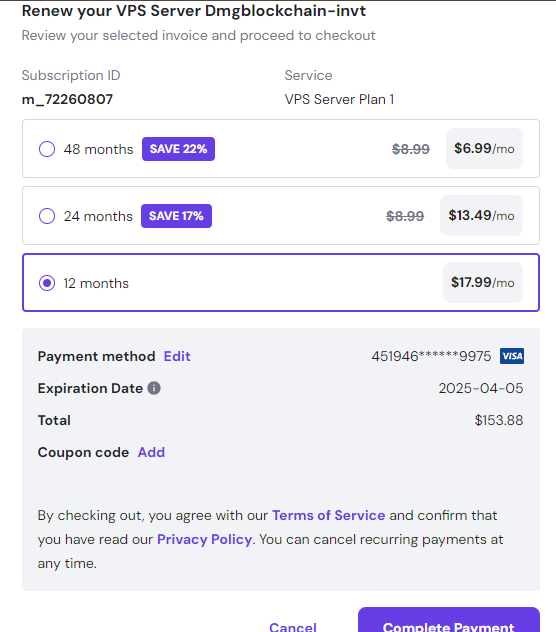 Renew your VPS Server Dmgblockchain-invt
Review your selected invoice and proceed to checkout
Subscription ID
Service
m_72260807
VPS Server Plan 1
48 months SAVE 22% $8.99 $6.99/mo
24 months SAVE 17% $8.99 $13.49/mo
12 months $17.99/mo
Payment method Edit 451946******9975 VISA
Expiration Date i 2025-04-05
Total $153.88
Coupon code Add
By checking out, you agree with our Terms of Service and confirm that
you have read our Privacy Policy. You can cancel recurring payments at
any time.
Cancel Complete Payment